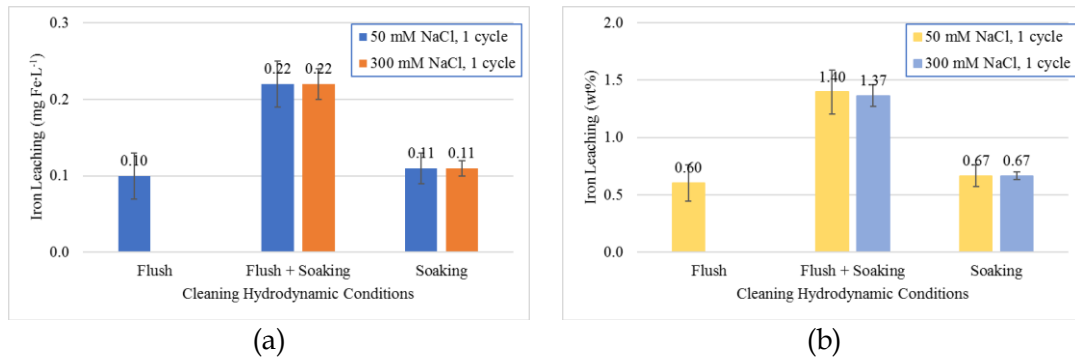 0.3
0.2
0.1
0.0
Iron Leaching (mg Fe·L⁻¹)
50 mM NaCl, 1 cycle
300 mM NaCl, 1 cycle
0.10
0.22
0.22
0.11
0.11
Flush
Flush + Soaking
Soaking
Cleaning Hydrodynamic Conditions
(a)
2.0
1.5
1.0
0.5
0.0
Iron Leaching (wt%)
50 mM NaCl, 1 cycle
300 mM NaCl, 1 cycle
0.60
1.40
1.37
0.67
0.67
Flush
Flush + Soaking
Soaking
Cleaning Hydrodynamic Conditions
(b)